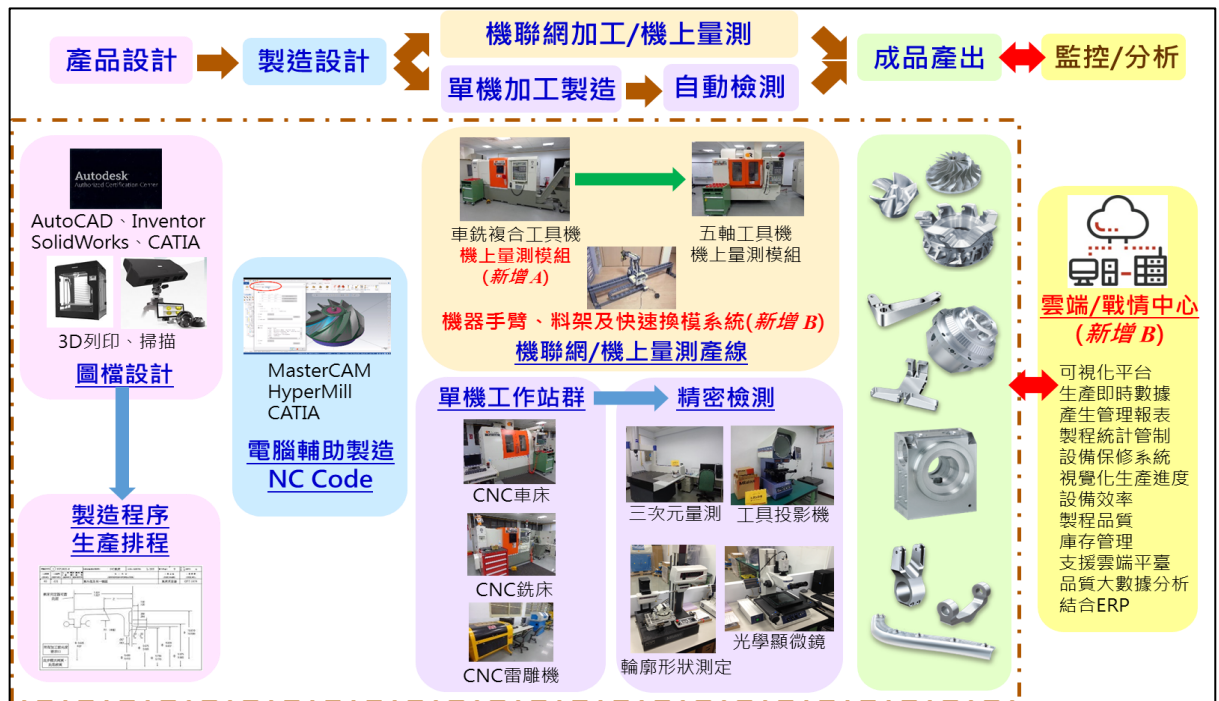 產品設計
製造設計
機聯網加工/機上量測
單機加工製造
自動檢測
成品產出
監控/分析
Autodesk
Authorized Certification Center
AutoCAD、Inventor
SolidWorks、CATIA
3D列印、掃描
圖檔設計
製造程序
生產排程
MasterCAM
HyperMill
CATIA
電腦輔助製造
NC Code
車銑複合工具機
機上量測模組
(新增 A)
五軸工具機
機上量測模組
機器手臂、料架及快速換模系統(新增 B)
機聯網/機上量測產線
單機工作站群
CNC車床
CNC銑床
CNC雷雕機
精密檢測
三次元量測
工具投影機
輪廓形狀測定
光學顯微鏡
雲端/戰情中心
(新增 B)
可視化平台
生產即時數據
產生管理報表
製程統計管制
設備保修系統
視覺化生產進度
設備效率
製程品質
庫存管理
支援雲端平臺
品質大數據分析
結合ERP